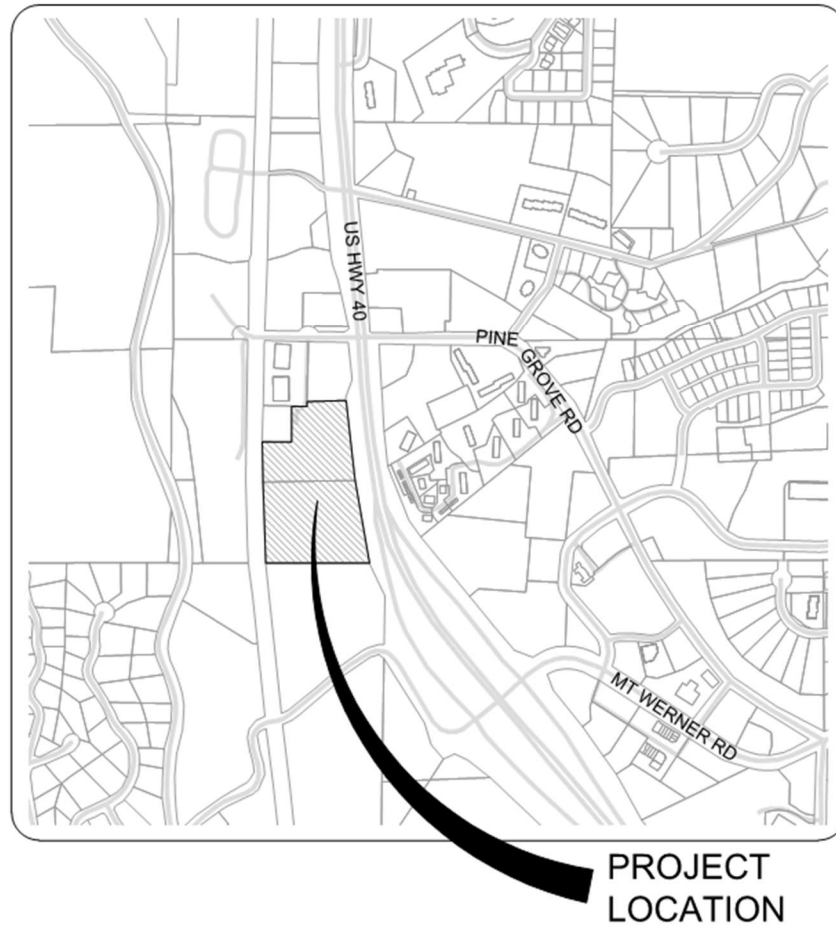 US HWY 40
PINE GROVE RD
MT WERNER RD
PROJECT
LOCATION